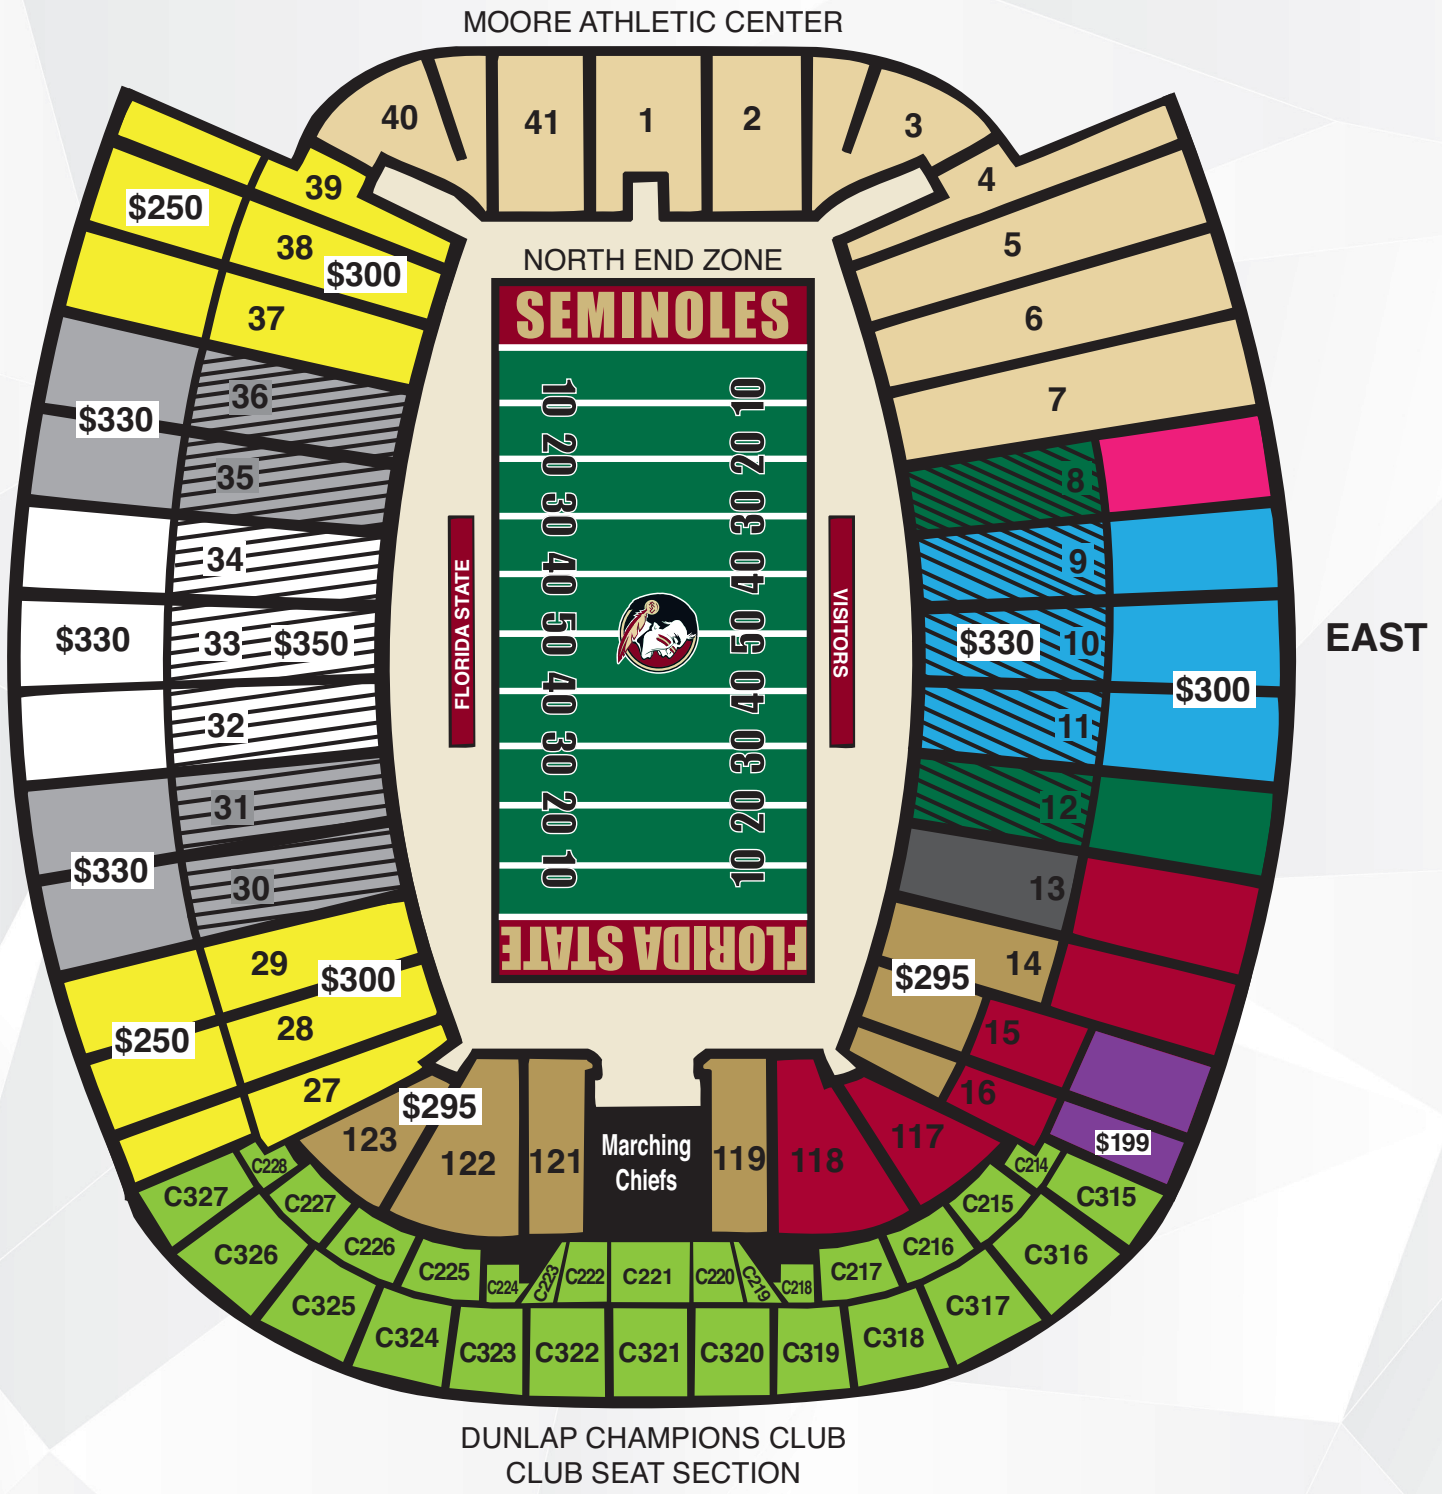 MOORE ATHLETIC CENTER
40
41
1
2
3
39
4
$250
38
$300
5
37
6
NORTH END ZONE
SEMINOLES
36
$330
35
7
8
34
9
$330
33
$350
$330
10
EAST
32
11
$300
31
12
$330
30
13
29
$300
14
$295
28
$250
15
27
16
$199
10 10
20 20
30 30
40 40
50 50
40 40
30 30
20 20
10 10
FLORIDA STATE
VISITORS
FLORIDA STATE
$295
123
122
121
Marching
Chiefs
119
118
117
C228
C227
C226
C225
C224
C223
C222
C221
C220
C219
C218
C217
C216
C215
C214
C327
C326
C325
C324
C323
C322
C321
C320
C319
C318
C317
C316
C315
DUNLAP CHAMPIONS CLUB
CLUB SEAT SECTION